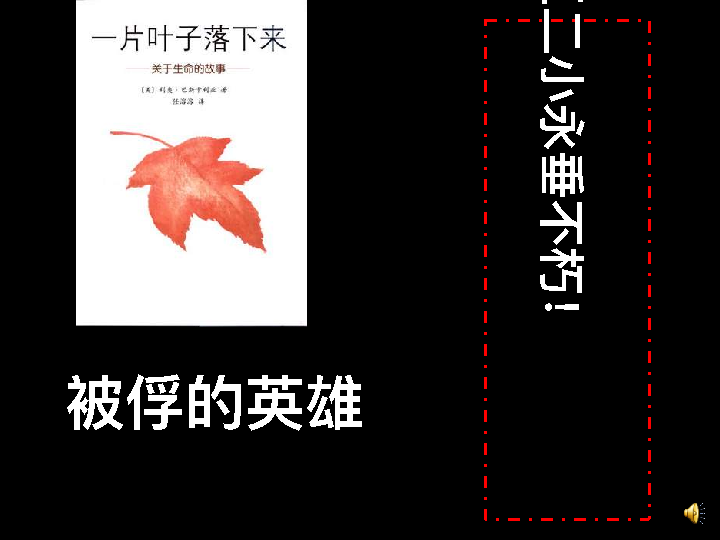 一片叶子落下来
关于生命的故事
（美）利奥·巴斯卡利亚 著
任溶溶 译
被俘的英雄
二小永垂不朽！